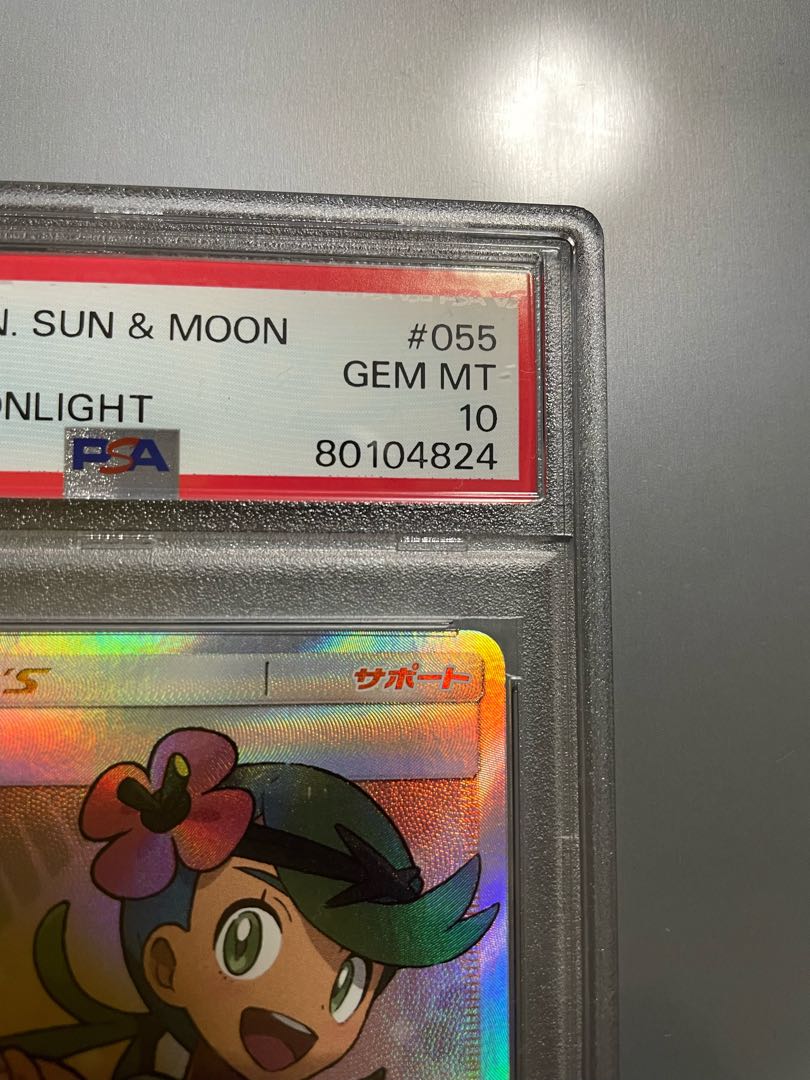 N. SUN & MOON #055
GEM MT
ONLIGHT 10
PSA 80104824
'S サポート